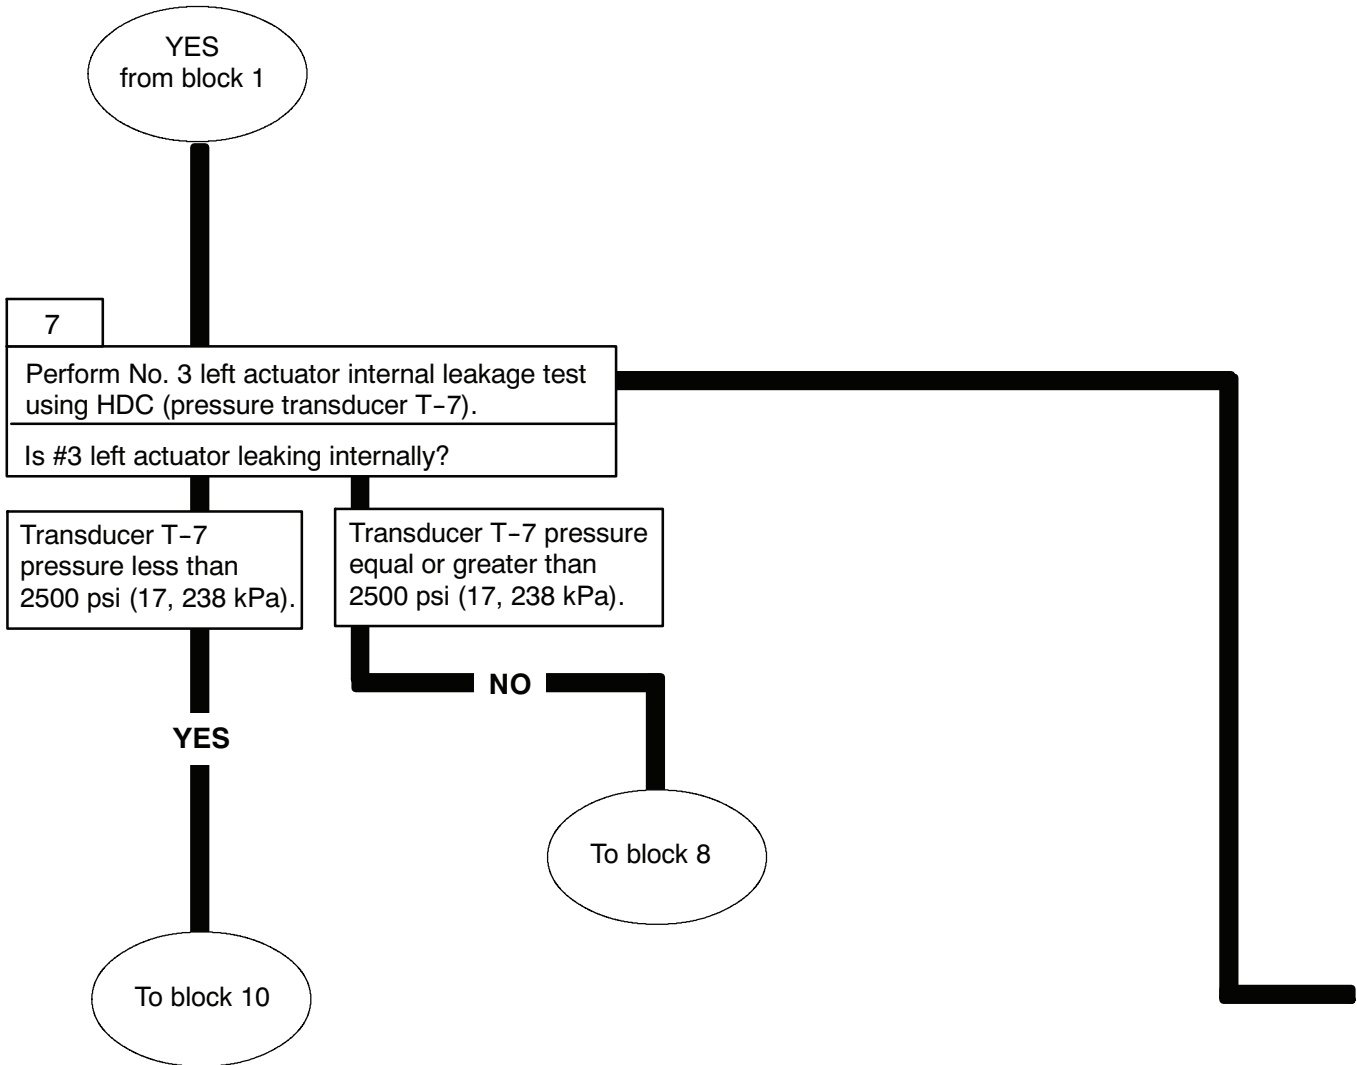 YES
from block 1
7
Perform No. 3 left actuator internal leakage test
using HDC (pressure transducer T-7).
Is #3 left actuator leaking internally?
Transducer T-7
pressure less than
2500 psi (17, 238 kPa).
Transducer T-7 pressure
equal or greater than
2500 psi (17, 238 kPa).
NO
YES
To block 8
To block 10